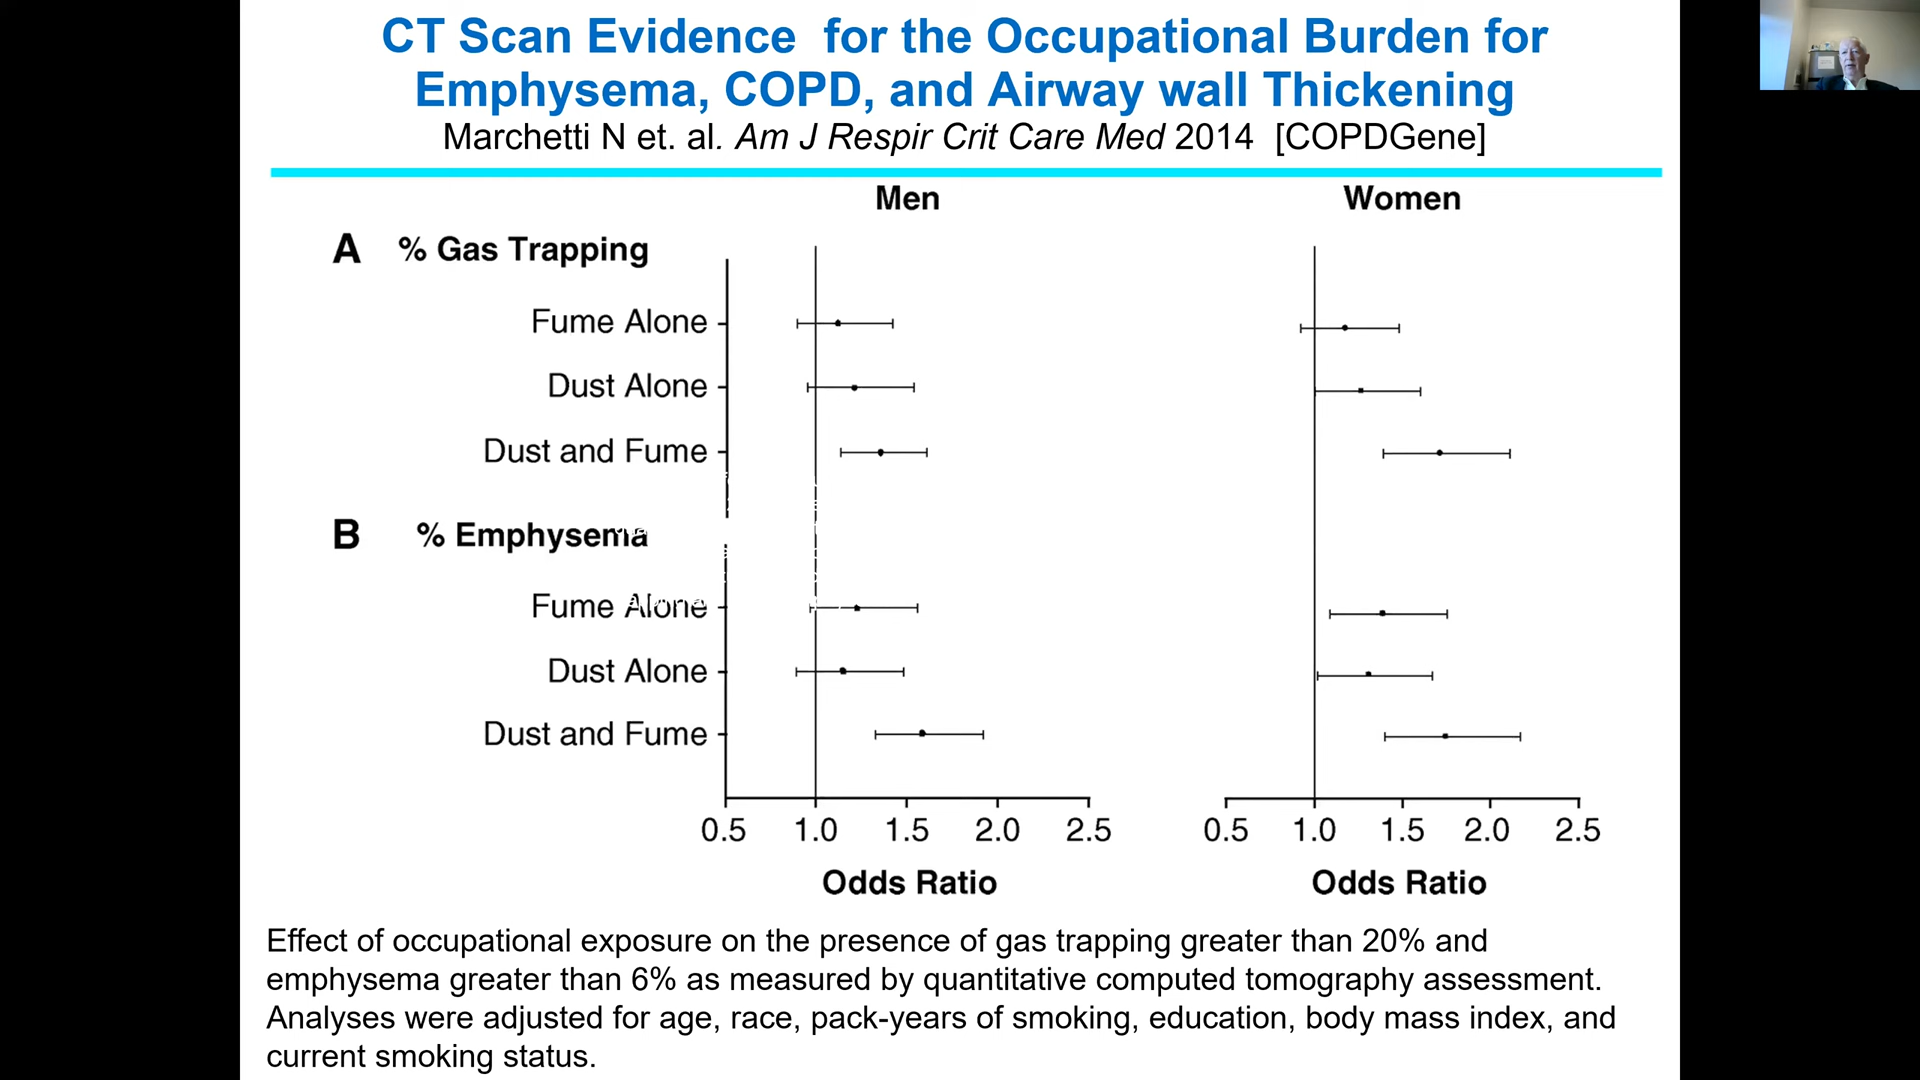 CT Scan Evidence for the Occupational Burden for
Emphysema, COPD, and Airway wall Thickening
Marchetti N et. al. Am J Respir Crit Care Med 2014 [COPDGene]
Men
Women
A % Gas Trapping
Fume Alone
Dust Alone
Dust and Fume
B % Emphysema
Fume Alone
Dust Alone
Dust and Fume
0.5 1.0 1.5 2.0 2.5
0.5 1.0 1.5 2.0 2.5
Odds Ratio
Odds Ratio
Effect of occupational exposure on the presence of gas trapping greater than 20% and
emphysema greater than 6% as measured by quantitative computed tomography assessment.
Analyses were adjusted for age, race, pack-years of smoking, education, body mass index, and
current smoking status.